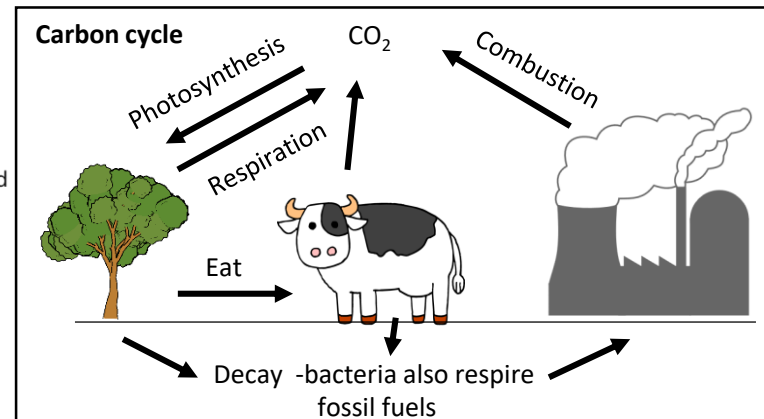 Carbon cycle
CO₂
Photosynthesis
Respiration
Combustion
d
Eat
Decay -bacteria also respire
fossil fuels